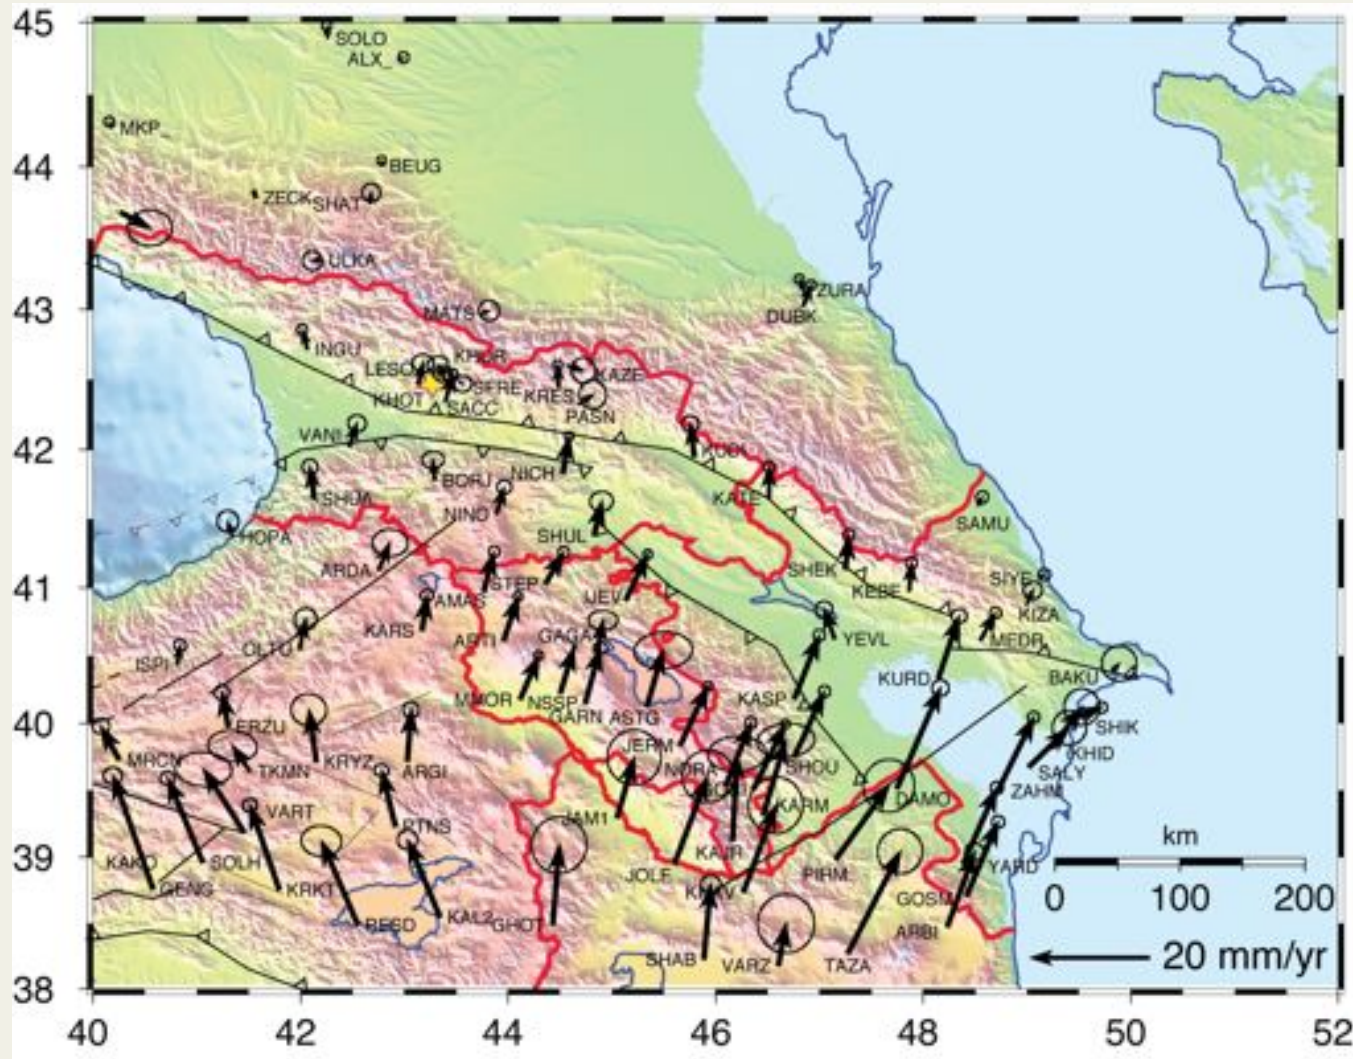 45
SOLO
ALX_
MKP_
44
BEUG
ZECK
SHAT
ULKA
43
MATS
ZURA
DUBK
INGU
LESO
KHUR
KAZE
SFRE
KHOT
SACC
KRES
PASN
42
VANI
KUDI
BORJ
NICH
KATE
SHUA
NINO
SAMU
HOPA
SHUL
ARDA
SHEK
SIYE
STEP
KEBE
41
AMAS
IJEV
KIZA
KARS
ASTI
GAGA
YEVL
MEDR
ISPI
OLTU
BAKU
MMOR
NSSP
KASP
KURD
GARN
ASTG
40
ERZU
SHIK
MRCN
TKMN
KRYZ
ARGI
JERM
NORA
SHOU
KHID
SALY
VART
DAMO
ZAHM
JAM1
KARM
PTNS
km
39
KAKO
SOLH
KAJR
JOLF
PIRM
YARD
GENG
KRKT
GOSM
0 100 200
RESD
KAL2
GHOT
ARBI
SHAB
VARZ
TAZA
20 mm/yr
38
40 42 44 46 48 50 52